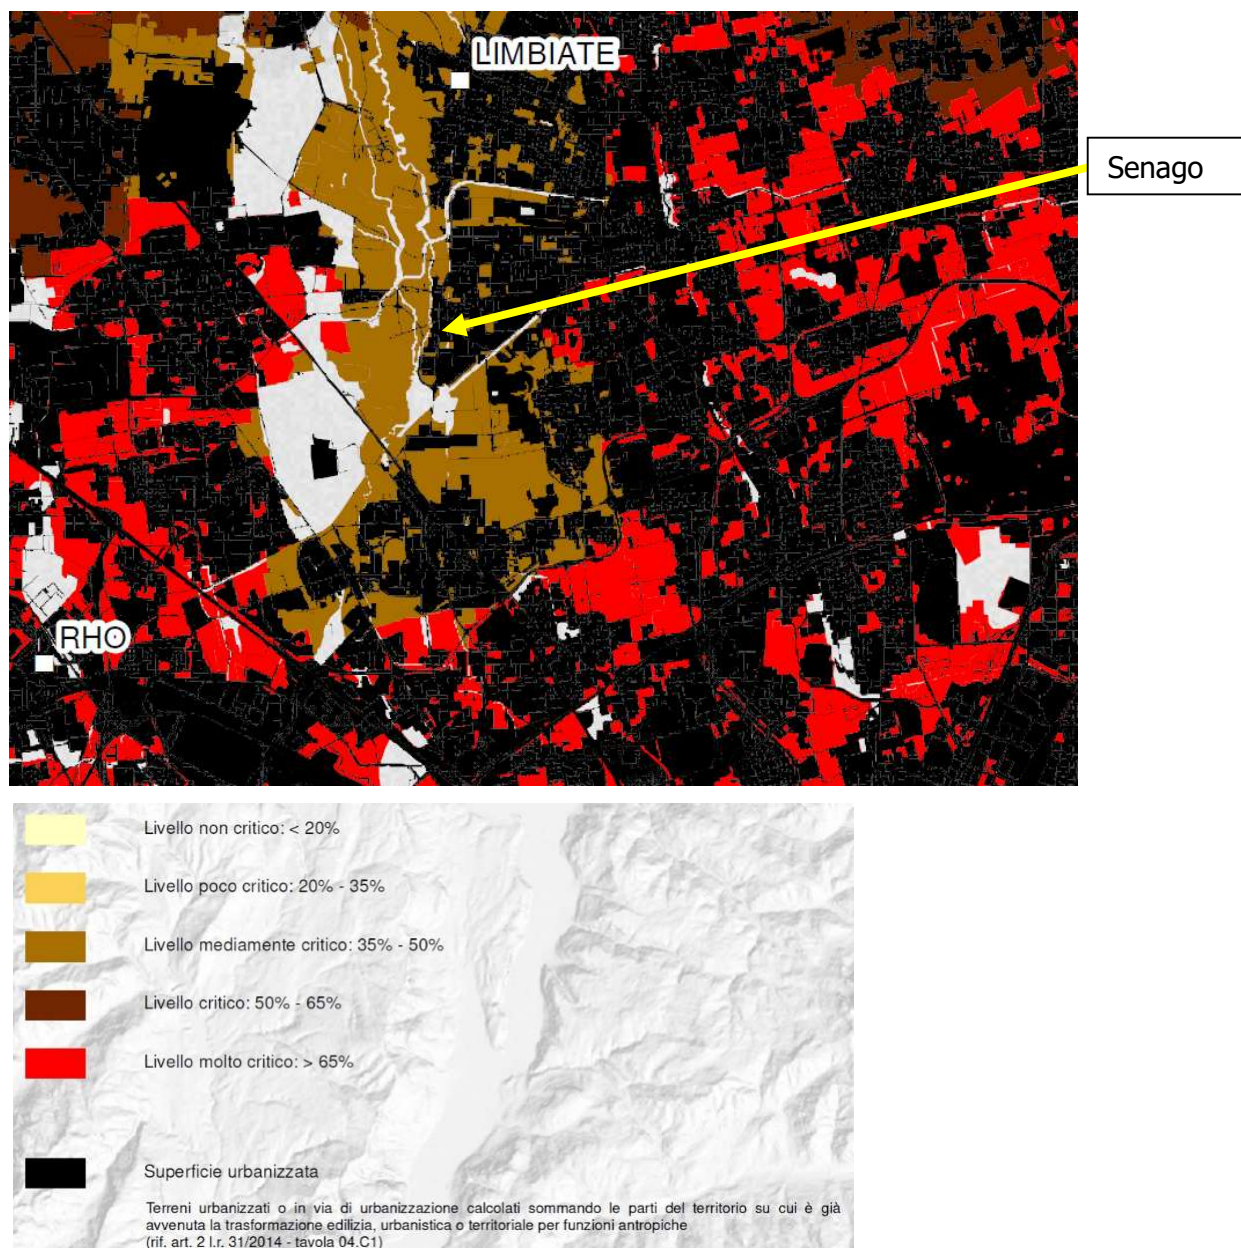 LIMBIATE
Senago
RHO
Livello non critico: < 20%
Livello poco critico: 20% - 35%
Livello mediamente critico: 35% - 50%
Livello critico: 50% - 65%
Livello molto critico: > 65%
Superficie urbanizzata
Terreni urbanizzati o in via di urbanizzazione calcolati sommando le parti del territorio su cui è già
avvenuta la trasformazione edilizia, urbanistica o territoriale per funzioni antropiche
(rif. art. 2 l.r. 31/2014 - tavola 04.C1)